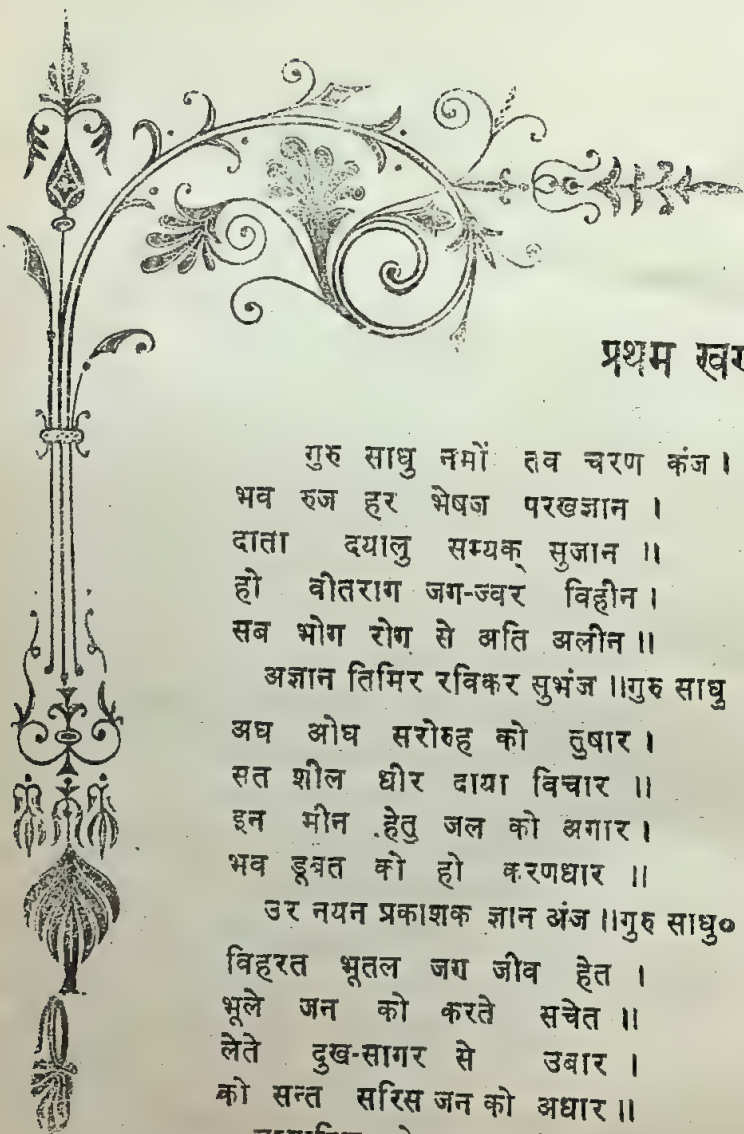 प्रथम
गुरु साधु नमों तव चरण कंज ।
भव रुज हर भेषज परखज्ञान ।
दाता दयालु सम्यक् सुजान ॥
हो वीतराग जग-ज्वर विहीन ।
सब भोग रोग से अति अलीन ॥
अज्ञान तिमिर रविकर सुभंज ॥गुरु साधु
अघ ओघ सरोरुह को तुषार ।
सत शील धीर दाया विचार ॥
इन मीन हेतु जल को अगार ।
भव डूबत को हो करणधार ॥
उर नयन प्रकाशक ज्ञान अंज ॥गुरु साधु०
विहरत भूतल जग जीव हेत ।
भूले जन को करते सचेत ॥
लेते दुख-सागर से उबार ।
को सन्त सरिस जन को अधार ॥